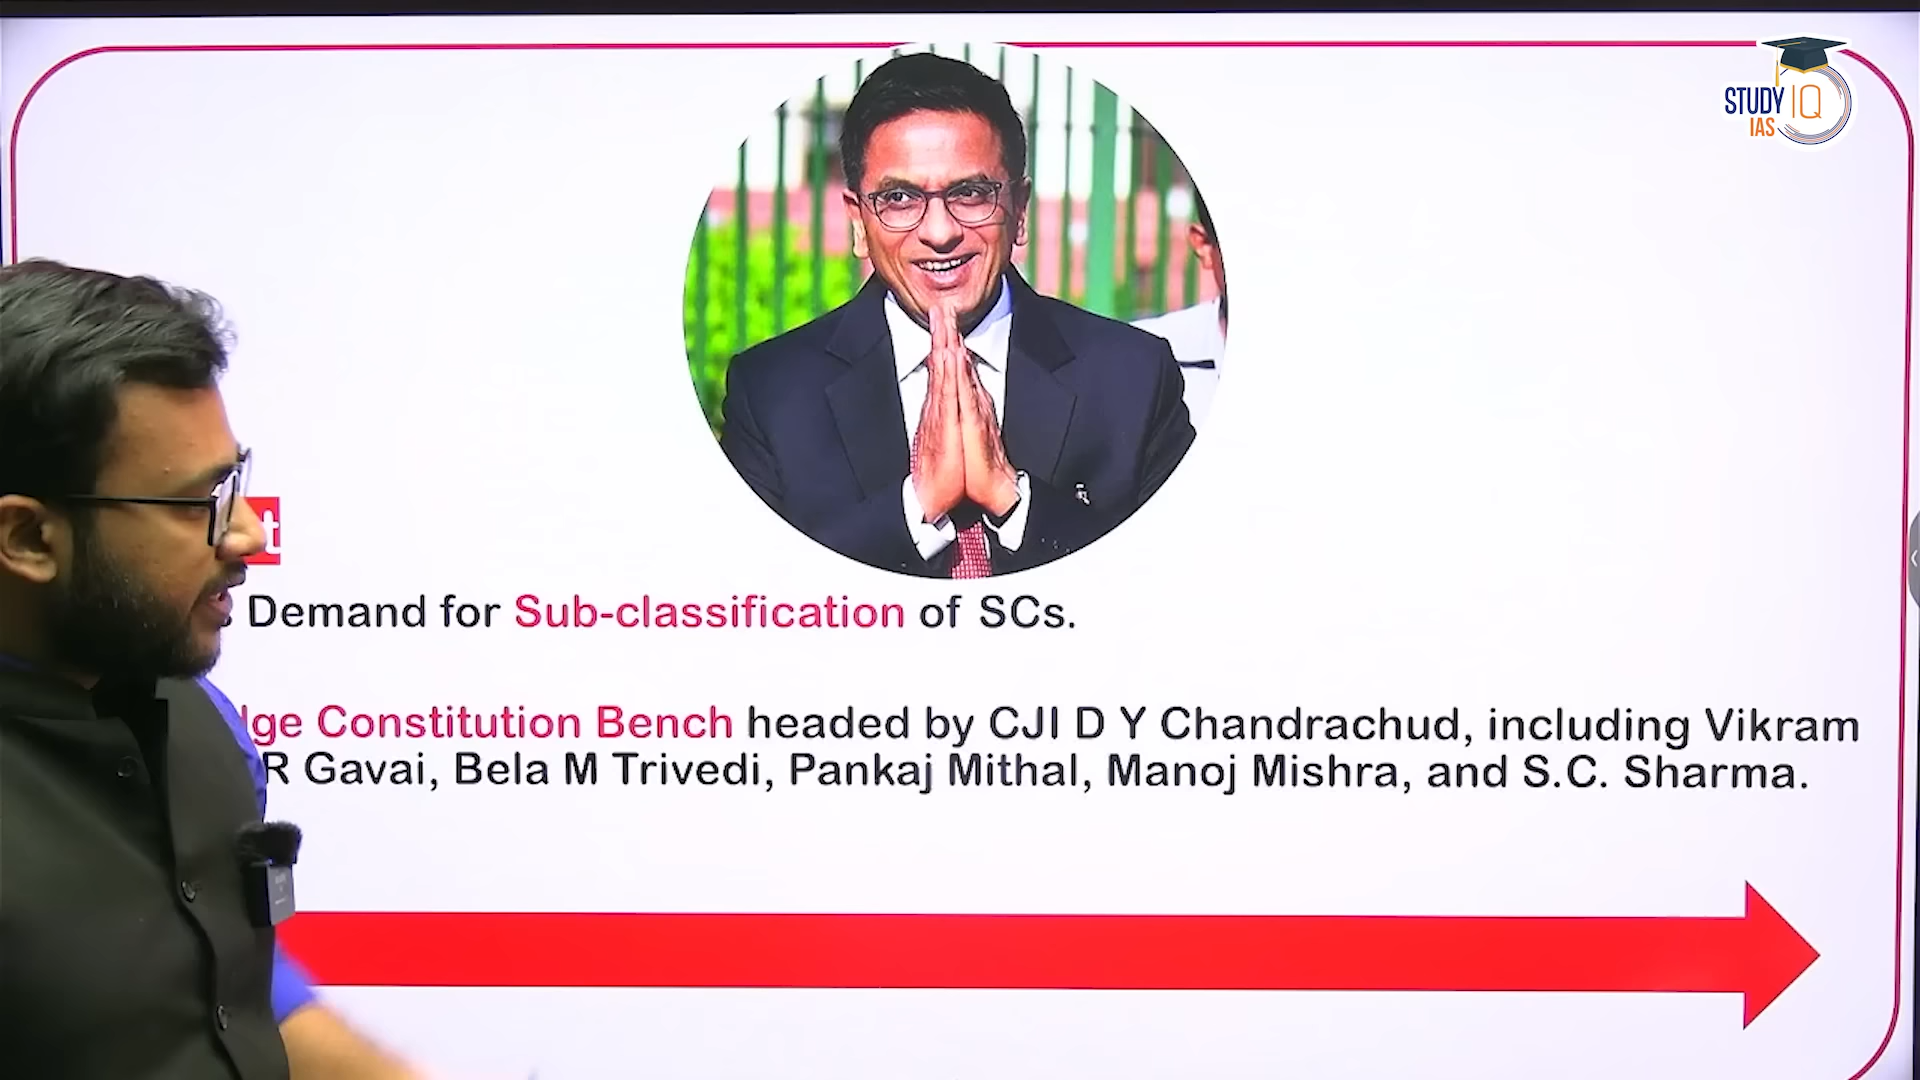 STUDY IQ
IAS
t
Demand for Sub-classification of SCs.
dge Constitution Bench headed by CJI D Y Chandrachud, including Vikram
R Gavai, Bela M Trivedi, Pankaj Mithal, Manoj Mishra, and S.C. Sharma.